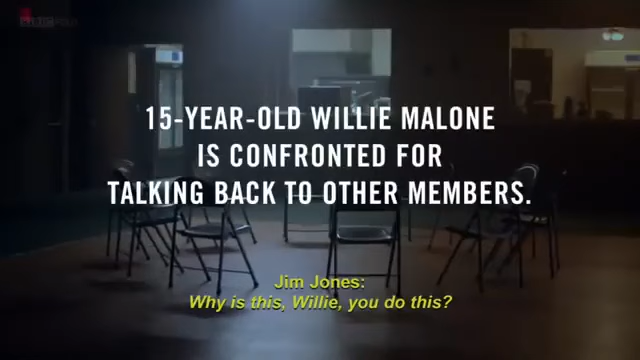 15-YEAR-OLD WILLIE MALONE
IS CONFRONTED FOR
TALKING BACK TO OTHER MEMBERS.
Jim Jones:
Why is this, Willie, you do this?